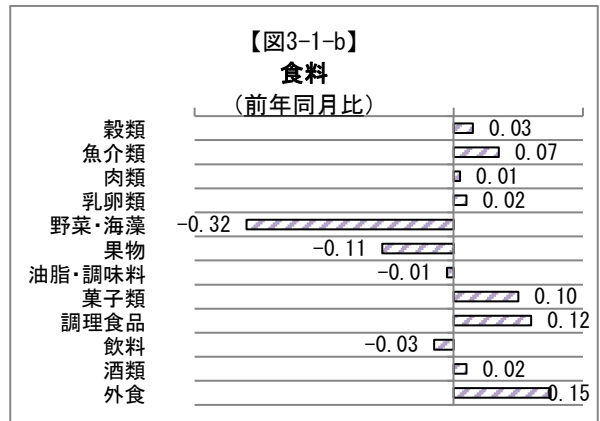 【図3-1-b】
食料
(前年同月比)
穀類 0.03
魚介類 0.07
肉類 0.01
乳卵類 0.02
野菜・海藻 -0.32
果物 -0.11
油脂・調味料 -0.01
菓子類 0.10
調理食品 0.12
飲料 -0.03
酒類 0.02
外食 0.15